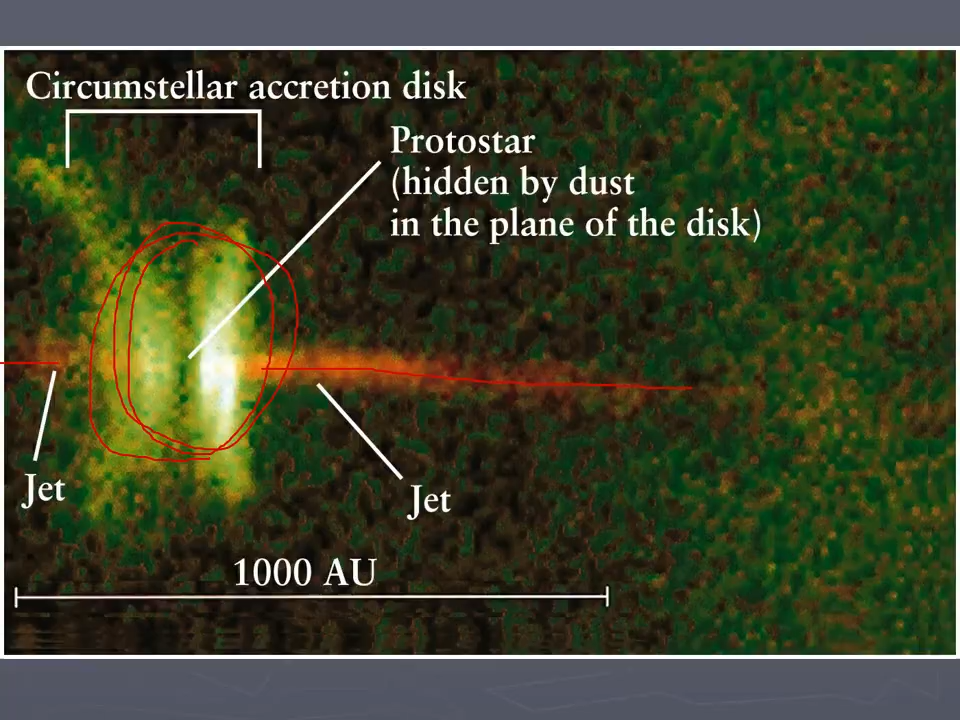 Circumstellar accretion disk
Protostar
(hidden by dust
in the plane of the disk)
Jet
Jet
1000 AU